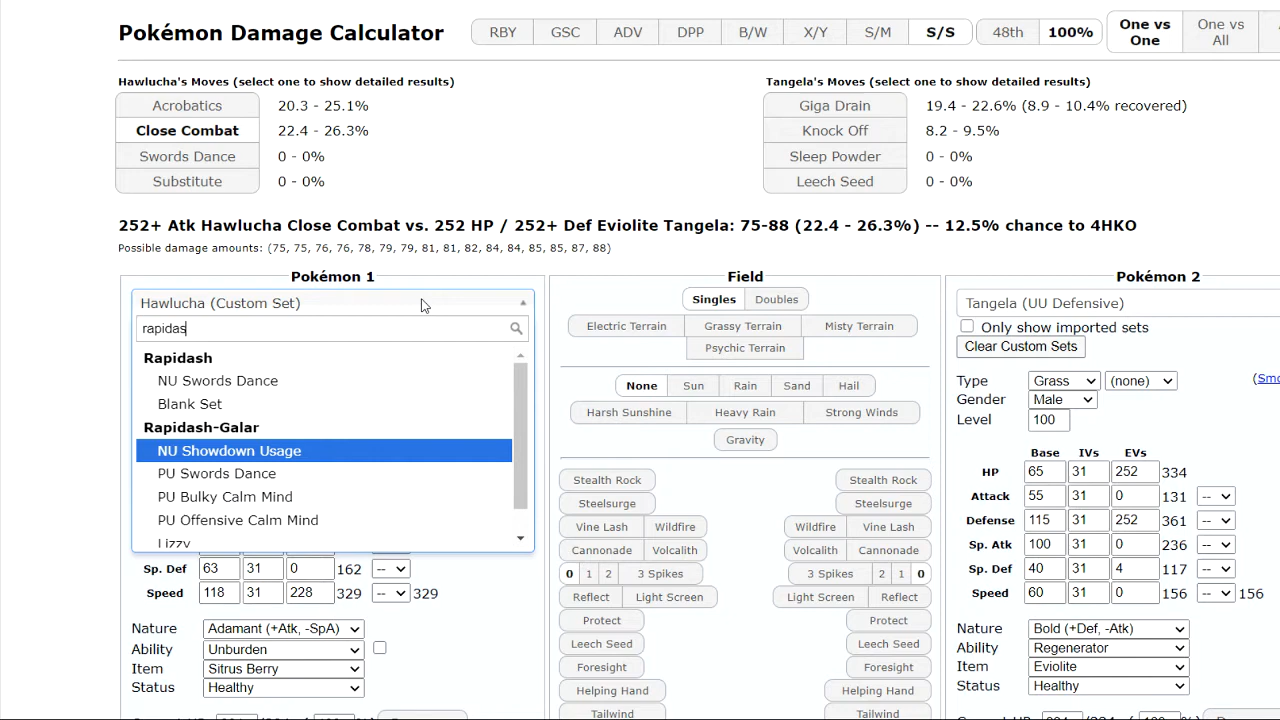 Pokémon Damage Calculator
RBY GSC ADV DPP B/W X/Y S/M S/S 48th 100% One vs One One vs All
Hawlucha's Moves (select one to show detailed results)
Acrobatics 20.3 - 25.1%
Close Combat 22.4 - 26.3%
Swords Dance 0 - 0%
Substitute 0 - 0%
Tangela's Moves (select one to show detailed results)
Giga Drain 19.4 - 22.6% (8.9 - 10.4% recovered)
Knock Off 8.2 - 9.5%
Sleep Powder 0 - 0%
Leech Seed 0 - 0%
252+ Atk Hawlucha Close Combat vs. 252 HP / 252+ Def Eviolite Tangela: 75-88 (22.4 - 26.3%) -- 12.5% chance to 4HKO
Possible damage amounts: (75, 75, 76, 76, 78, 79, 79, 81, 81, 82, 84, 84, 85, 85, 87, 88)
Pokémon 1
Hawlucha (Custom Set)
rapidas
Rapidash
NU Swords Dance
Blank Set
Rapidash-Galar
NU Showdown Usage
PU Swords Dance
PU Bulky Calm Mind
PU Offensive Calm Mind
Lizzy
Sp. Def 63 31 0 162 --
Speed 118 31 228 329 -- 329
Nature Adamant (+Atk, -SpA)
Ability Unburden
Item Sitrus Berry
Status Healthy
Field
Singles Doubles
Electric Terrain Grassy Terrain Misty Terrain
Psychic Terrain
None Sun Rain Sand Hail
Harsh Sunshine Heavy Rain Strong Winds
Gravity
Stealth Rock Stealth Rock
Steelsurge Steelsurge
Vine Lash Wildfire Wildfire Vine Lash
Cannonade Volcalith Volcalith Cannonade
0 1 2 3 Spikes 3 Spikes 2 1 0
Reflect Light Screen Light Screen Reflect
Protect Protect
Leech Seed Leech Seed
Foresight Foresight
Helping Hand Helping Hand
Tailwind Tailwind
Pokémon 2
Tangela (UU Defensive)
Only show imported sets
Clear Custom Sets
Type Grass (none)
Gender Male
Level 100
Base IVs EVs
HP 65 31 252 334
Attack 55 31 0 131 --
Defense 115 31 252 361 --
Sp. Atk 100 31 0 236 --
Sp. Def 40 31 4 117 --
Speed 60 31 0 156 -- 156
Nature Bold (+Def, -Atk)
Ability Regenerator
Item Eviolite
Status Healthy